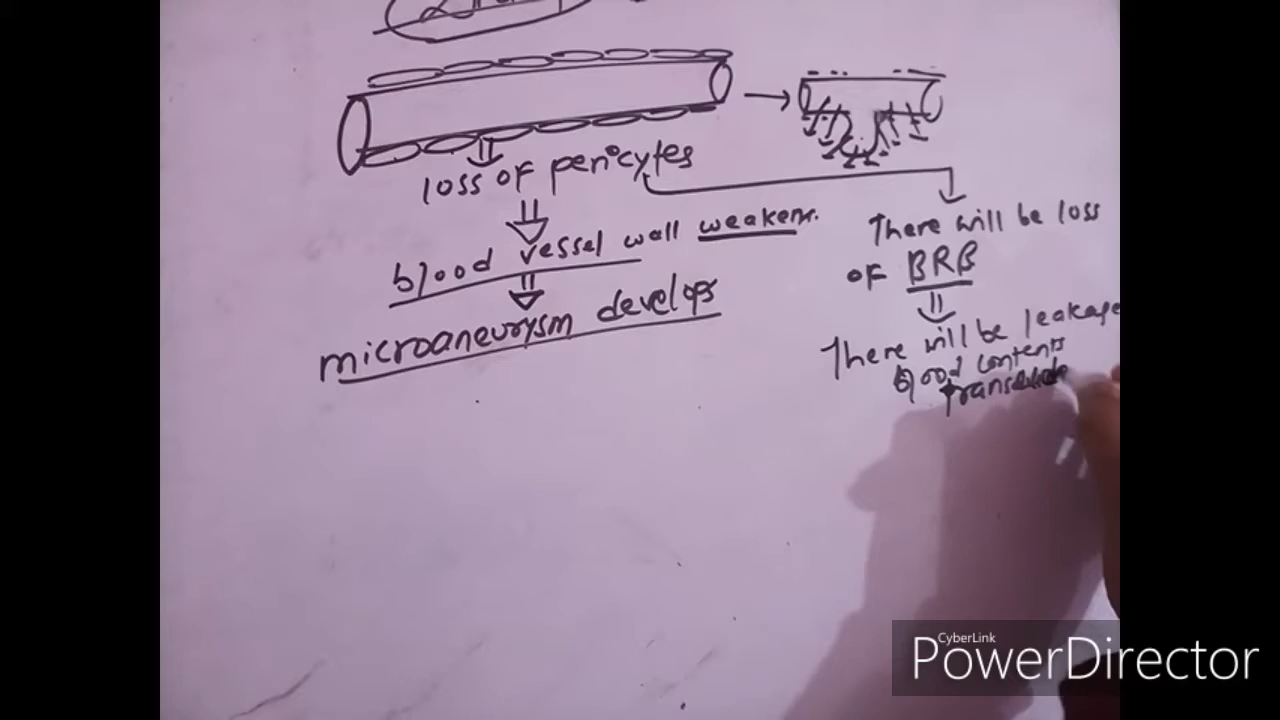 loss of pericytes
blood vessel wall weakens.
microaneurysm develops
There will be loss
of BRB
There will be leakage
blood contents
CyberLink
PowerDirector